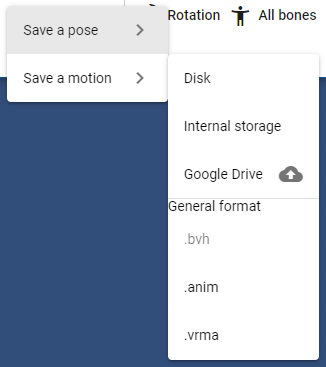 Rotation All bones
Save a pose
Save a motion
Disk
Internal storage
Google Drive
General format
.bvh
.anim
.vrma